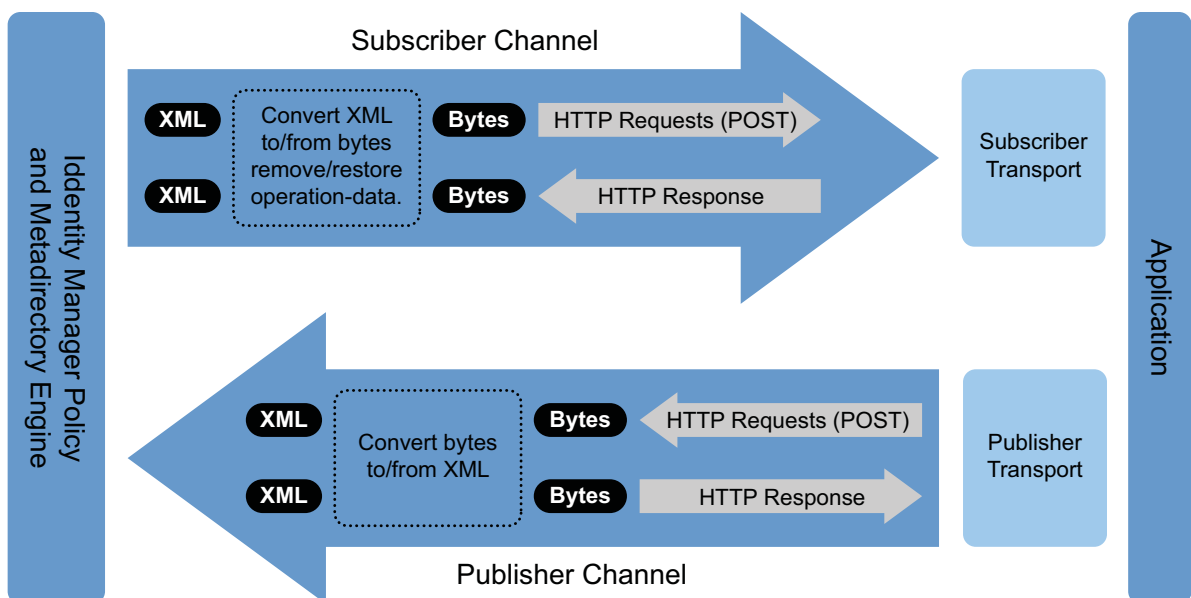 Iddentity Manager Policy
and Metadirectory Engine
Subscriber Channel
XML
Convert XML
to/from bytes
remove/restore
operation-data.
Bytes
HTTP Requests (POST)
XML
Bytes
HTTP Response
Subscriber
Transport
Application
XML
Convert bytes
to/from XML
Bytes
HTTP Requests (POST)
XML
Bytes
HTTP Response
Publisher
Transport
Publisher Channel